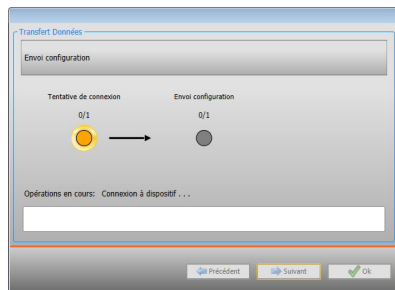 Transfert Données
Envoi configuration
Tentative de connexion Envoi configuration
0/1 0/1
Opérations en cours: Connexion à dispositif . . .
Précédent Suivant Ok